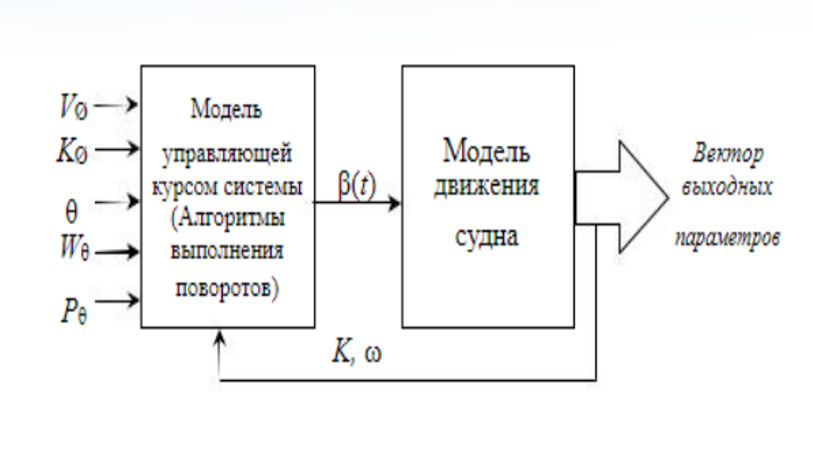 V∅
K∅
θ
Wθ
Pθ
Модель
управляющей
курсом системы
(Алгоритмы
выполнения
поворотов)
β(t)
Модель
движения
судна
Вектор
выходных
параметров
K, ω